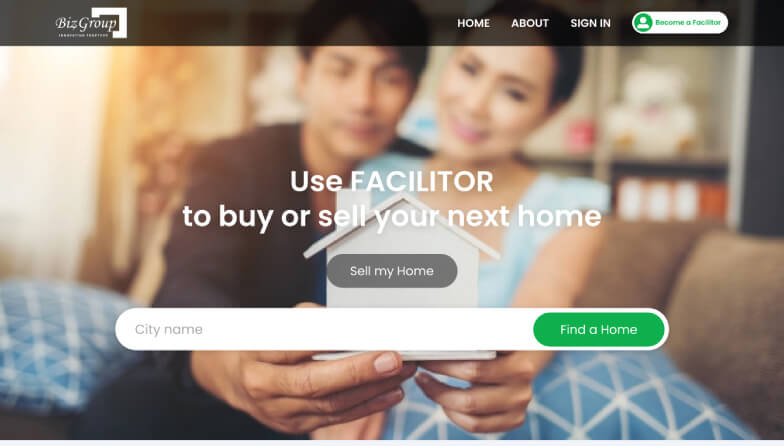 BizGroup
INNOVATING TOGETHER
HOME
ABOUT
SIGN IN
Become a Facilitor
Use FACILITOR
to buy or sell your next home
Sell my Home
City name
Find a Home